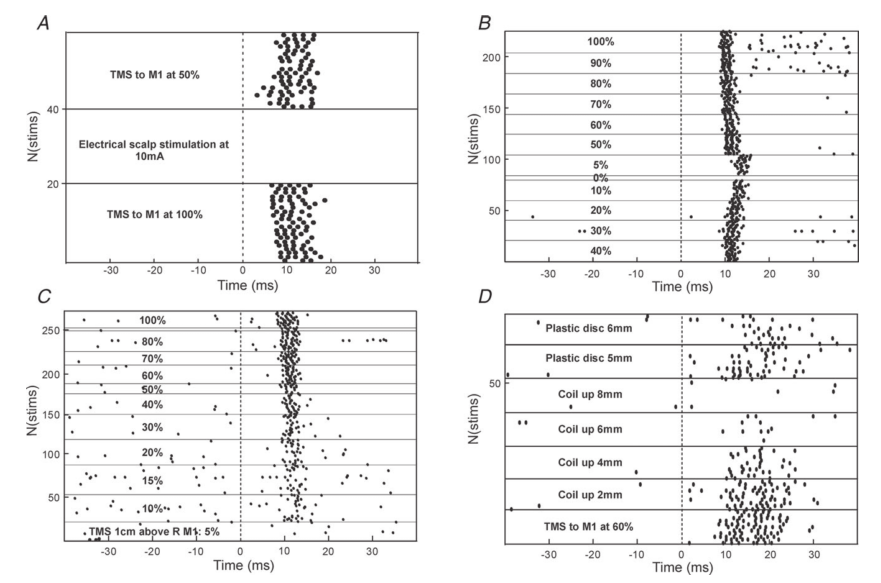 A
TMS to M1 at 50%
40
Electrical scalp stimulation at
10mA
20
TMS to M1 at 100%
N(stims)
-30 -20 -10 0 10 20 30
Time (ms)
B
200
150
100
50
100%
90%
80%
70%
60%
50%
5%
0%
10%
20%
30%
40%
N(stims)
-30 -20 -10 0 10 20 30
Time (ms)
C
250
200
150
100
50
100%
80%
70%
60%
50%
40%
30%
20%
15%
10%
TMS 1cm above R M1: 5%
N(stims)
-30 -20 -10 0 10 20 30
Time (ms)
D
Plastic disc 6mm
Plastic disc 5mm
50
Coil up 8mm
Coil up 6mm
Coil up 4mm
Coil up 2mm
TMS to M1 at 60%
N(stims)
-30 -20 -10 0 10 20 30
Time (ms)